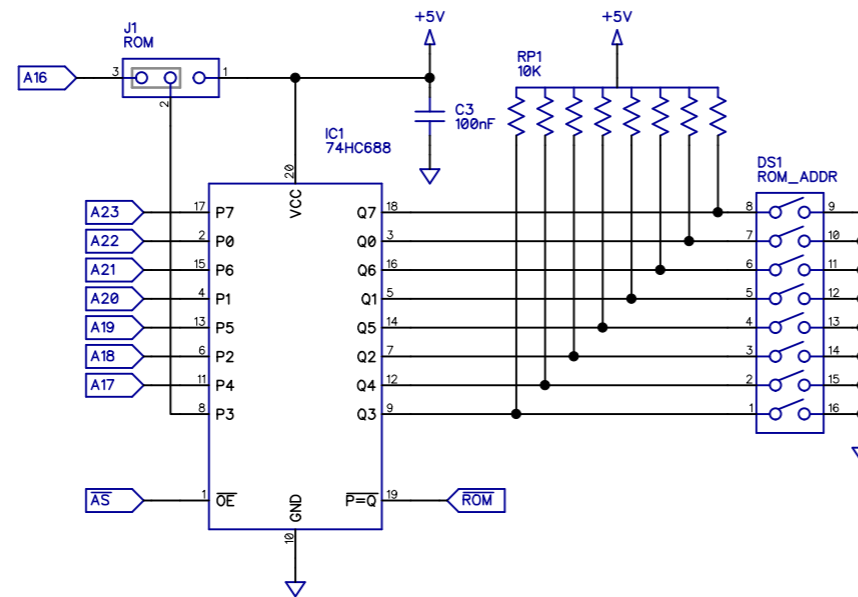 J1
ROM
A16
3
1
2
+5V
+5V
RP1
10K
C3
100nF
IC1
74HC688
20
VCC
DS1
ROM_ADDR
A23 17 P7 Q7 18 8 9
A22 2 P0 Q0 3 7 10
A21 15 P6 Q6 16 6 11
A20 4 P1 Q1 5 5 12
A19 13 P5 Q5 14 4 13
A18 6 P2 Q2 7 3 14
A17 11 P4 Q4 12 2 15
8 P3 Q3 9 1 16
A̅S̅ 1 O̅E̅ P̅=̅Q̅ 19 R̅O̅M̅
GND
10